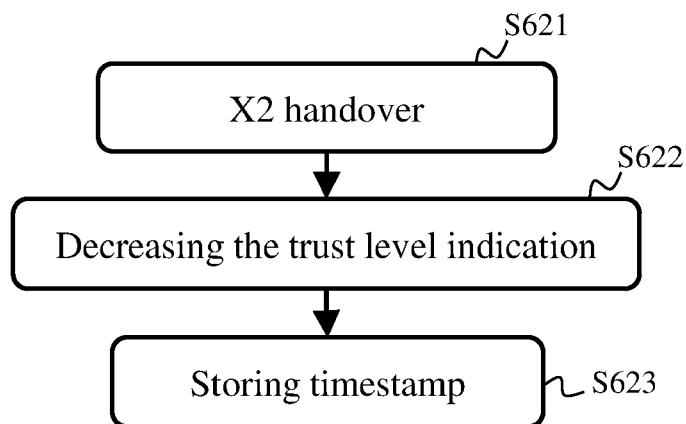 S621
X2 handover
S622
Decreasing the trust level indication
Storing timestamp
S623